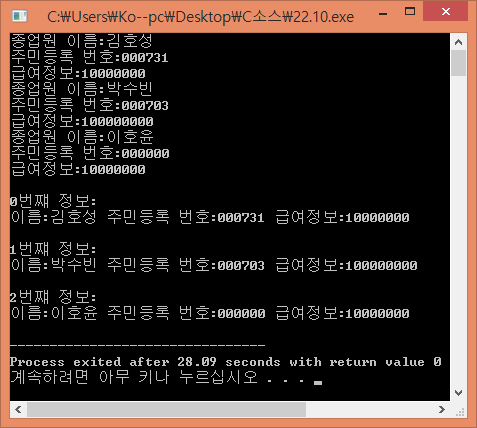 C:\Users\Ko--pc\Desktop\C소스\22.10.exe
종업원 이름:김호성
주민등록 번호:000731
급여정보:10000000
종업원 이름:박수빈
주민등록 번호:000703
급여정보:100000000
종업원 이름:이호윤
주민등록 번호:000000
급여정보:10000000
0번째 정보:
이름:김호성 주민등록 번호:000731 급여정보:10000000
1번째 정보:
이름:박수빈 주민등록 번호:000703 급여정보:100000000
2번째 정보:
이름:이호윤 주민등록 번호:000000 급여정보:10000000
--------------------------------
Process exited after 28.09 seconds with return value 0
계속하려면 아무 키나 누르십시오 . . .